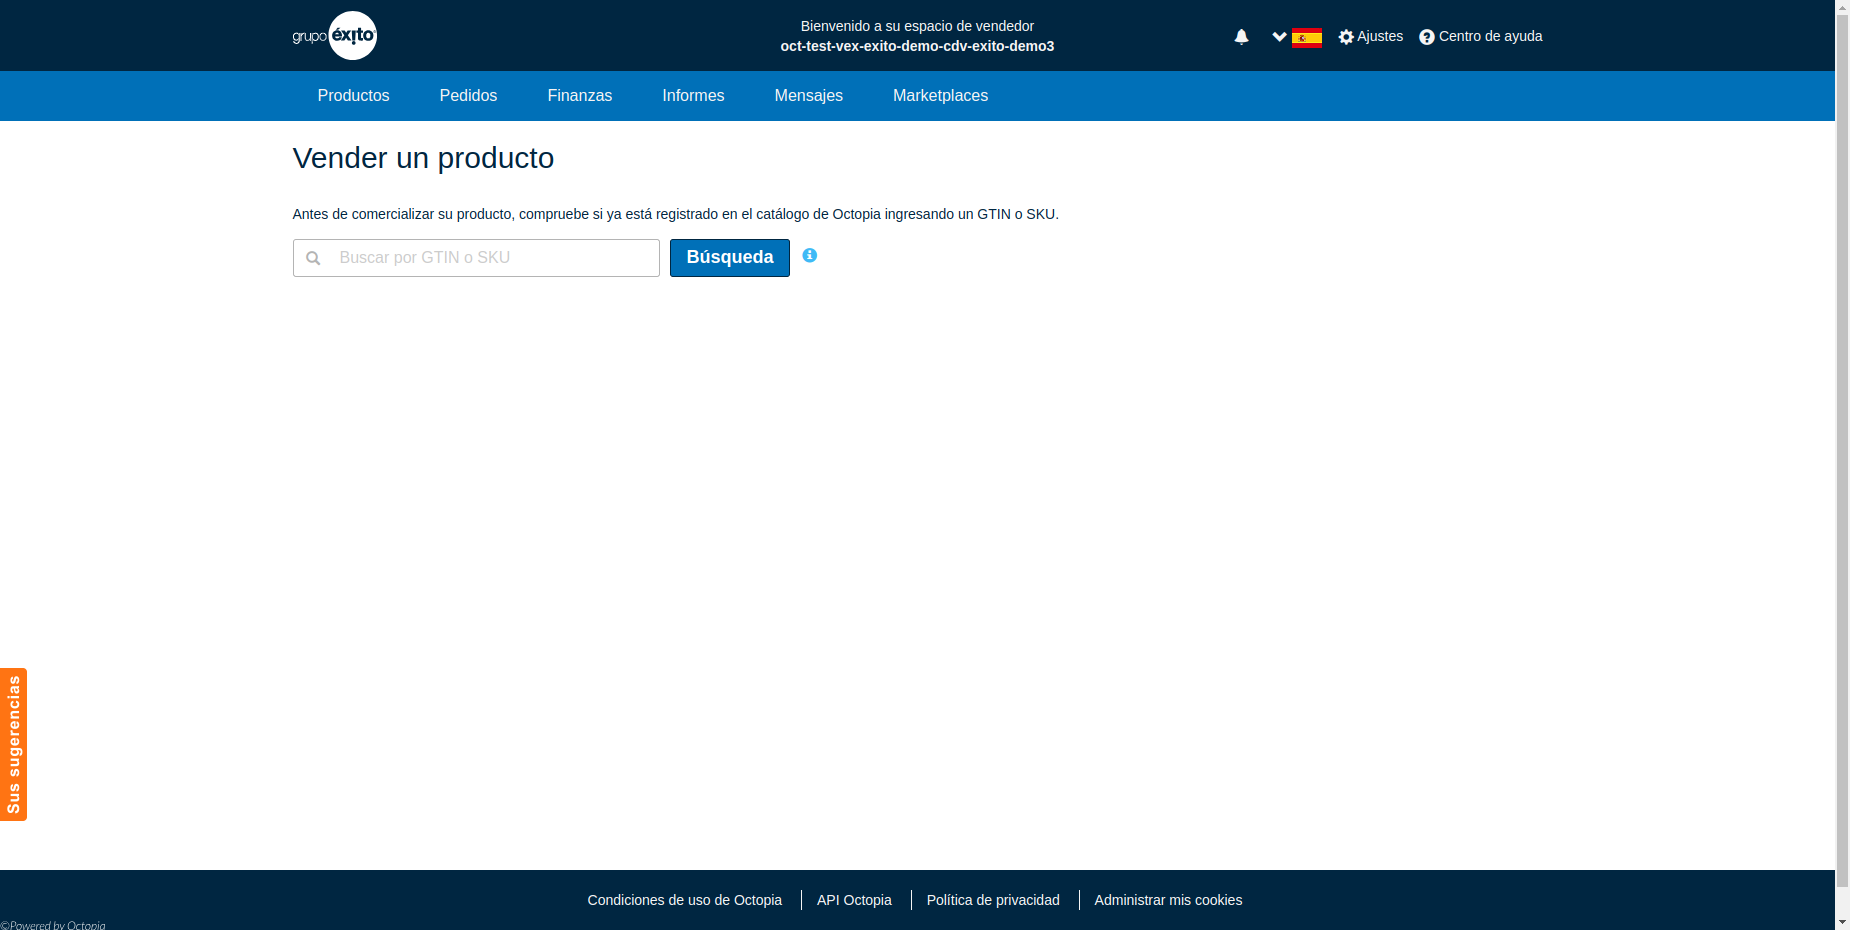 grupo éxito
Bienvenido a su espacio de vendedor
oct-test-vex-exito-demo-cdv-exito-demo3
Ajustes
Centro de ayuda
Productos
Pedidos
Finanzas
Informes
Mensajes
Marketplaces
Vender un producto
Antes de comercializar su producto, compruebe si ya está registrado en el catálogo de Octopia ingresando un GTIN o SKU.
Buscar por GTIN o SKU
Búsqueda
Sus sugerencias
Condiciones de uso de Octopia
API Octopia
Política de privacidad
Administrar mis cookies
©Powered by Octopia